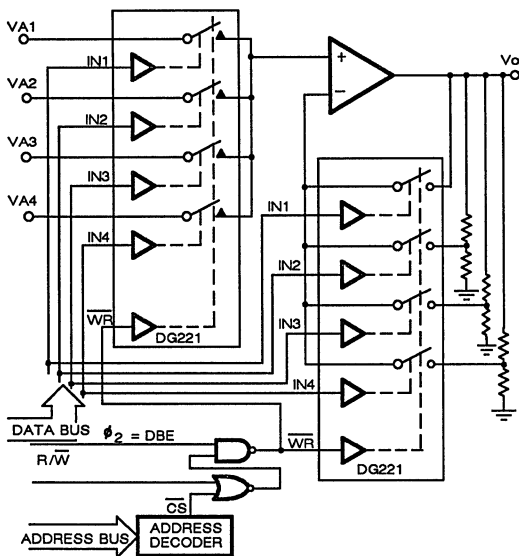 VA1
IN1
VA2
IN2
VA3
IN3
VA4
IN4
WR
DG221
+
−
Vo
IN1
IN2
IN3
IN4
WR
DG221
DATA BUS
ϕ2 = DBE
R/W
CS
ADDRESS BUS
ADDRESS
DECODER